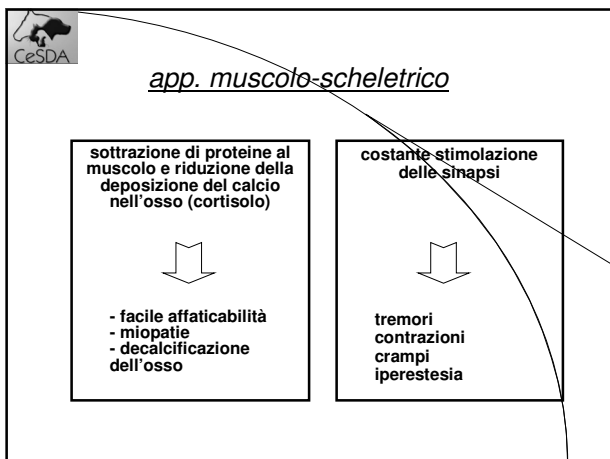 CeSDA
app. muscolo-scheletrico
sottrazione di proteine al
muscolo e riduzione della
deposizione del calcio
nell'osso (cortisolo)
- facile affaticabilità
- miopatie
- decalcificazione
dell'osso
costante stimolazione
delle sinapsi
tremori
contrazioni
crampi
iperestesia